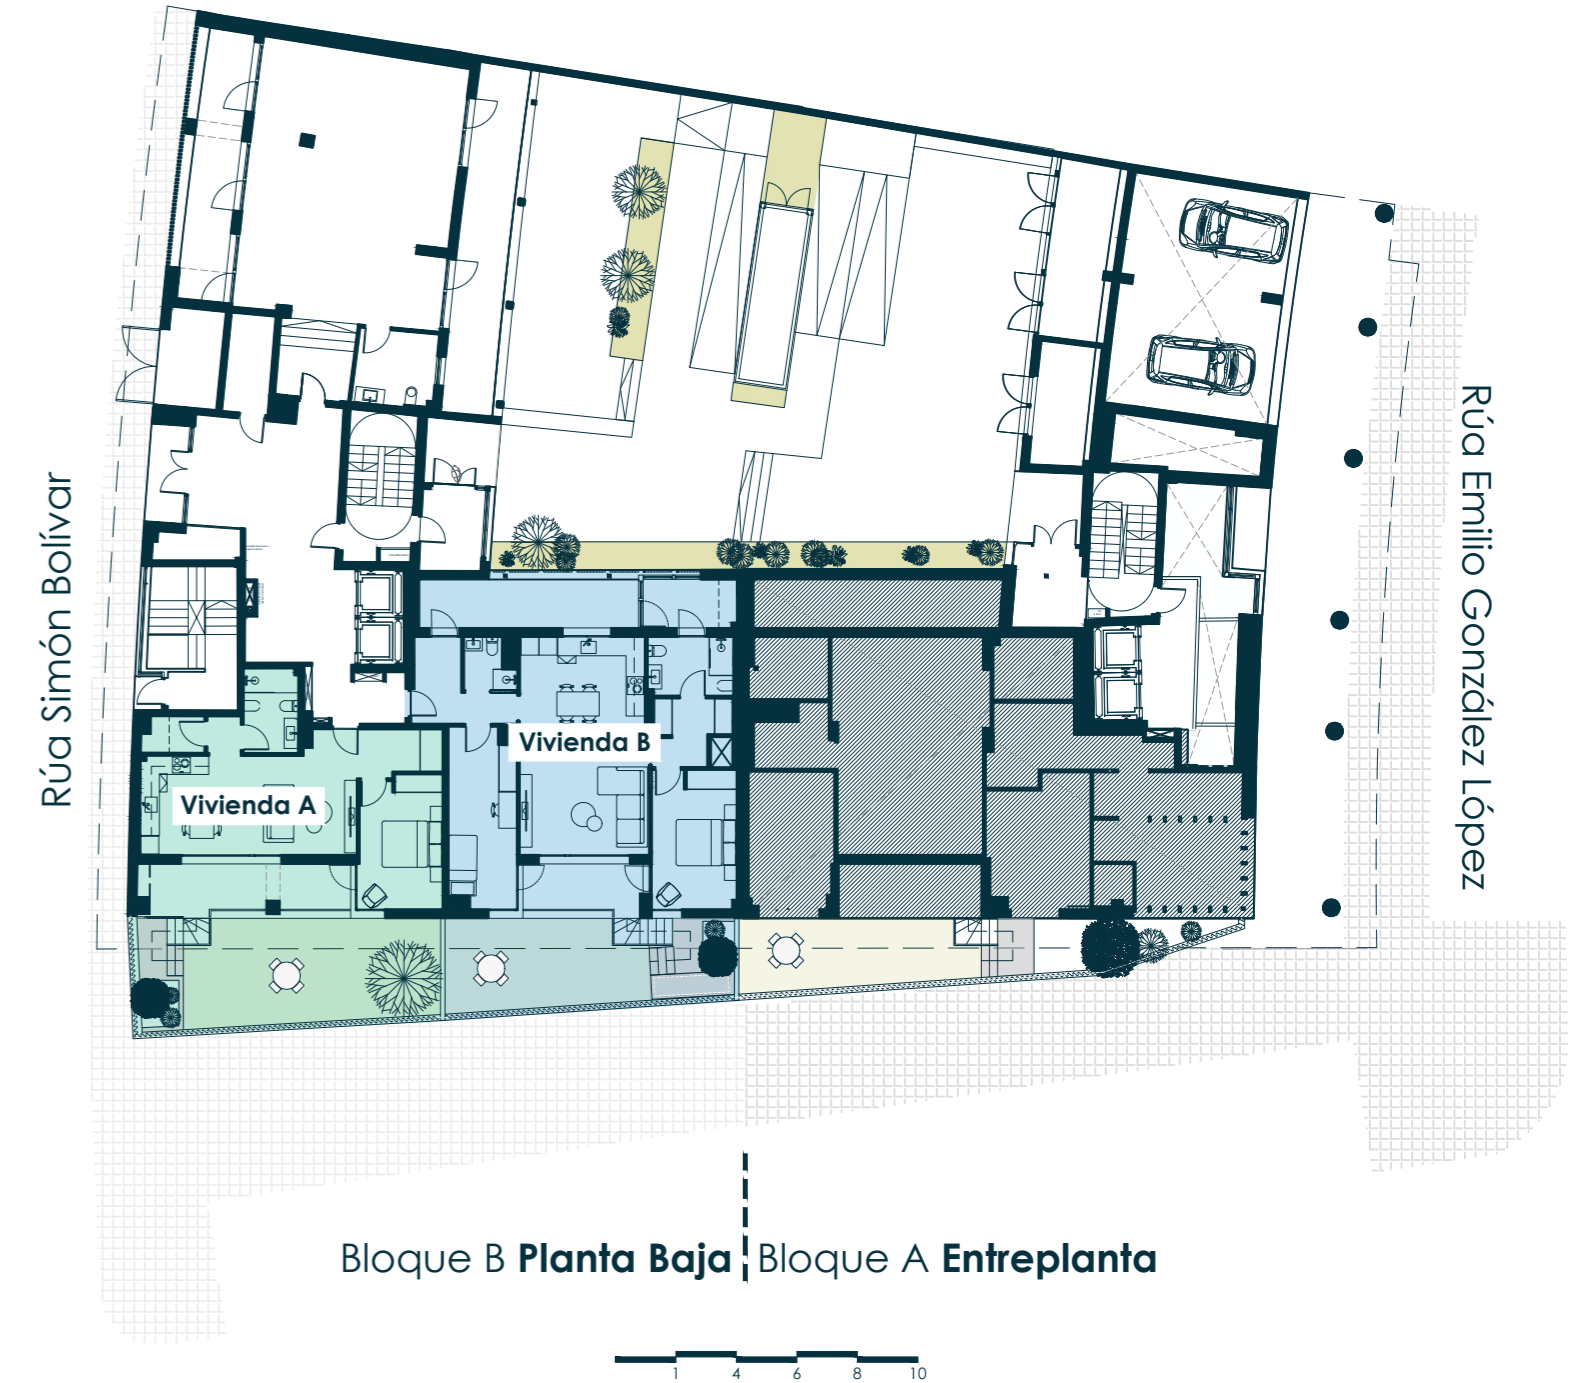 Rúa Simón Bolívar
Rúa Emilio González López
Vivienda B
Vivienda A
Bloque B Planta Baja
Bloque A Entreplanta
1 4 6 8 10